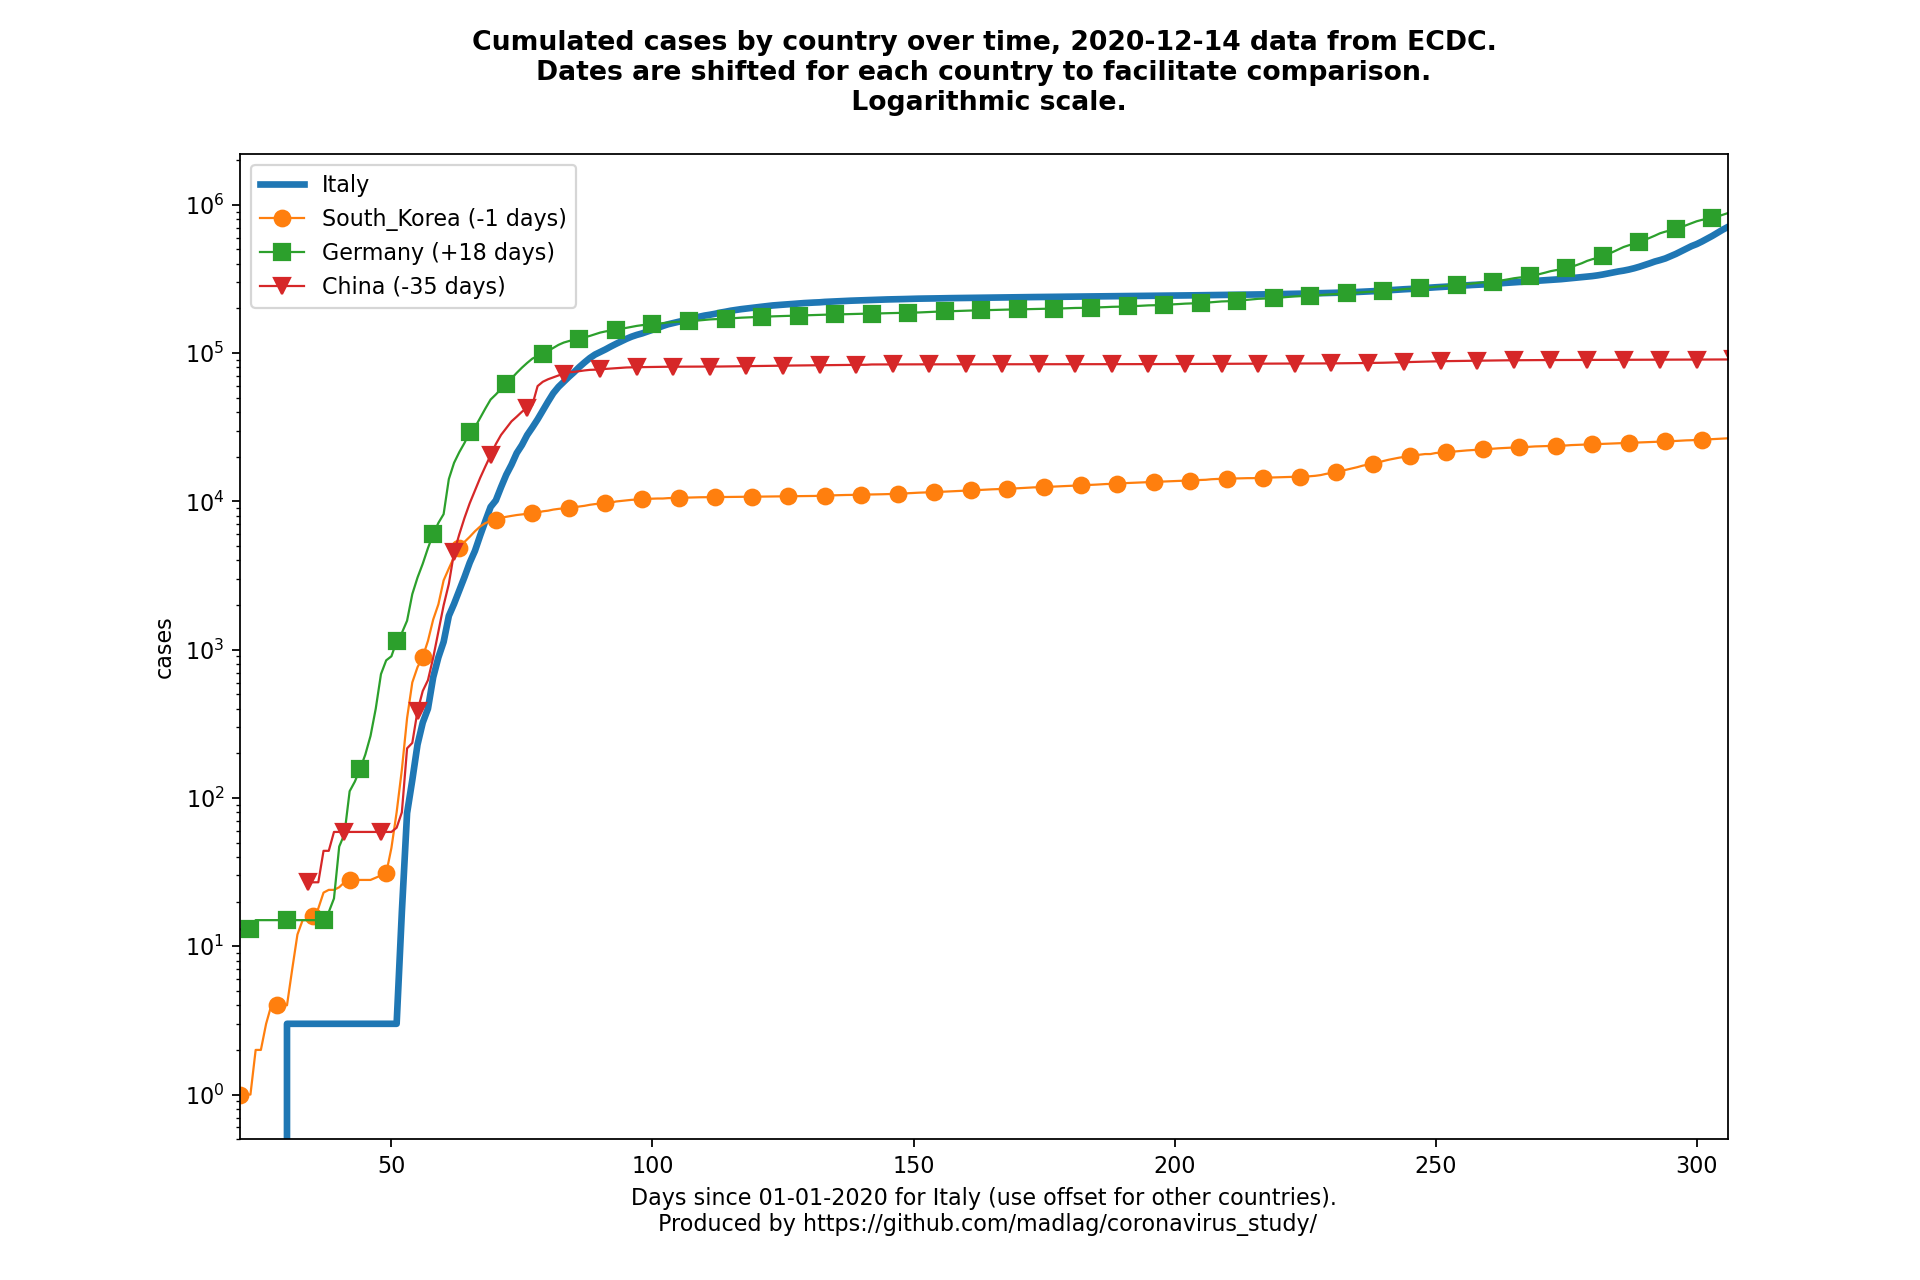 Cumulated cases by country over time, 2020-12-14 data from ECDC.
Dates are shifted for each country to facilitate comparison.
Logarithmic scale.
Italy
South_Korea (-1 days)
Germany (+18 days)
China (-35 days)
10^6
10^5
10^4
10^3
10^2
10^1
10^0
cases
50 100 150 200 250 300
Days since 01-01-2020 for Italy (use offset for other countries).
Produced by https://github.com/madlag/coronavirus_study/